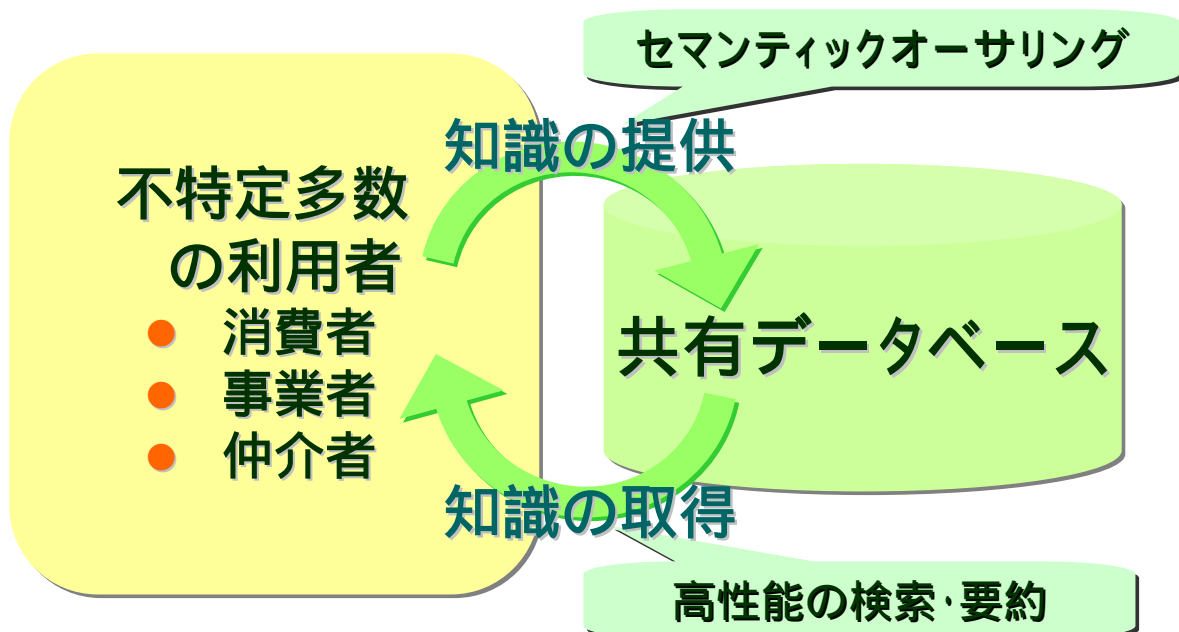 セマンティックオーサリング
知識の提供
不特定多数
の利用者
● 消費者
● 事業者
● 仲介者
共有データベース
知識の取得
高性能の検索・要約